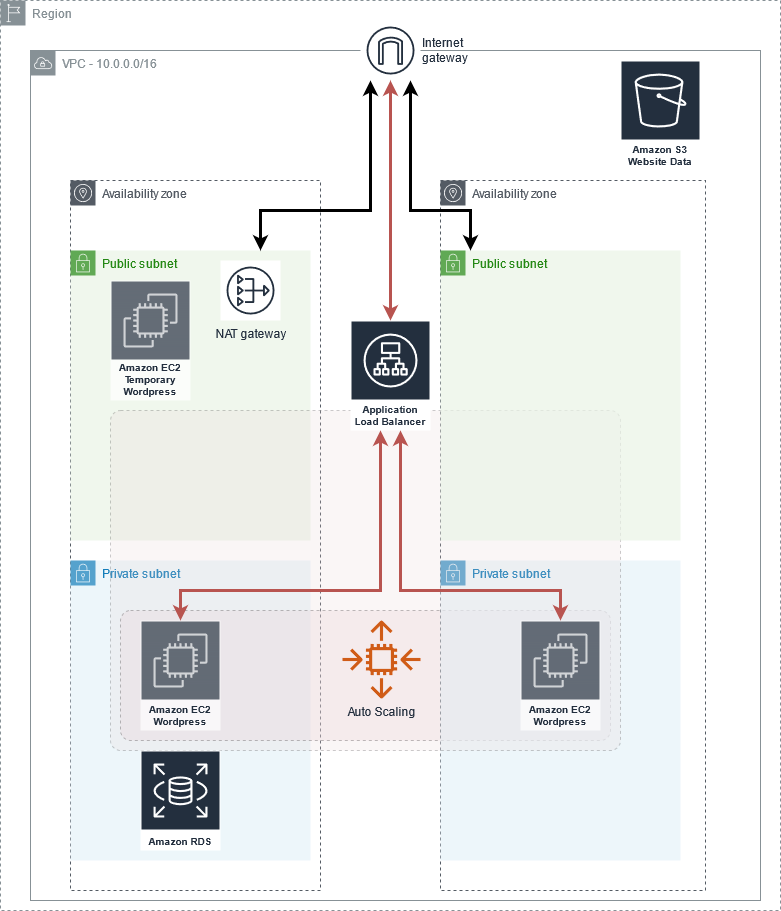 Region
Internet
gateway
VPC - 10.0.0.0/16
Amazon S3
Website Data
Availability zone
Availability zone
Public subnet
Public subnet
NAT gateway
Amazon EC2
Temporary
Wordpress
Application
Load Balancer
Private subnet
Private subnet
Amazon EC2
Wordpress
Auto Scaling
Amazon EC2
Wordpress
Amazon RDS